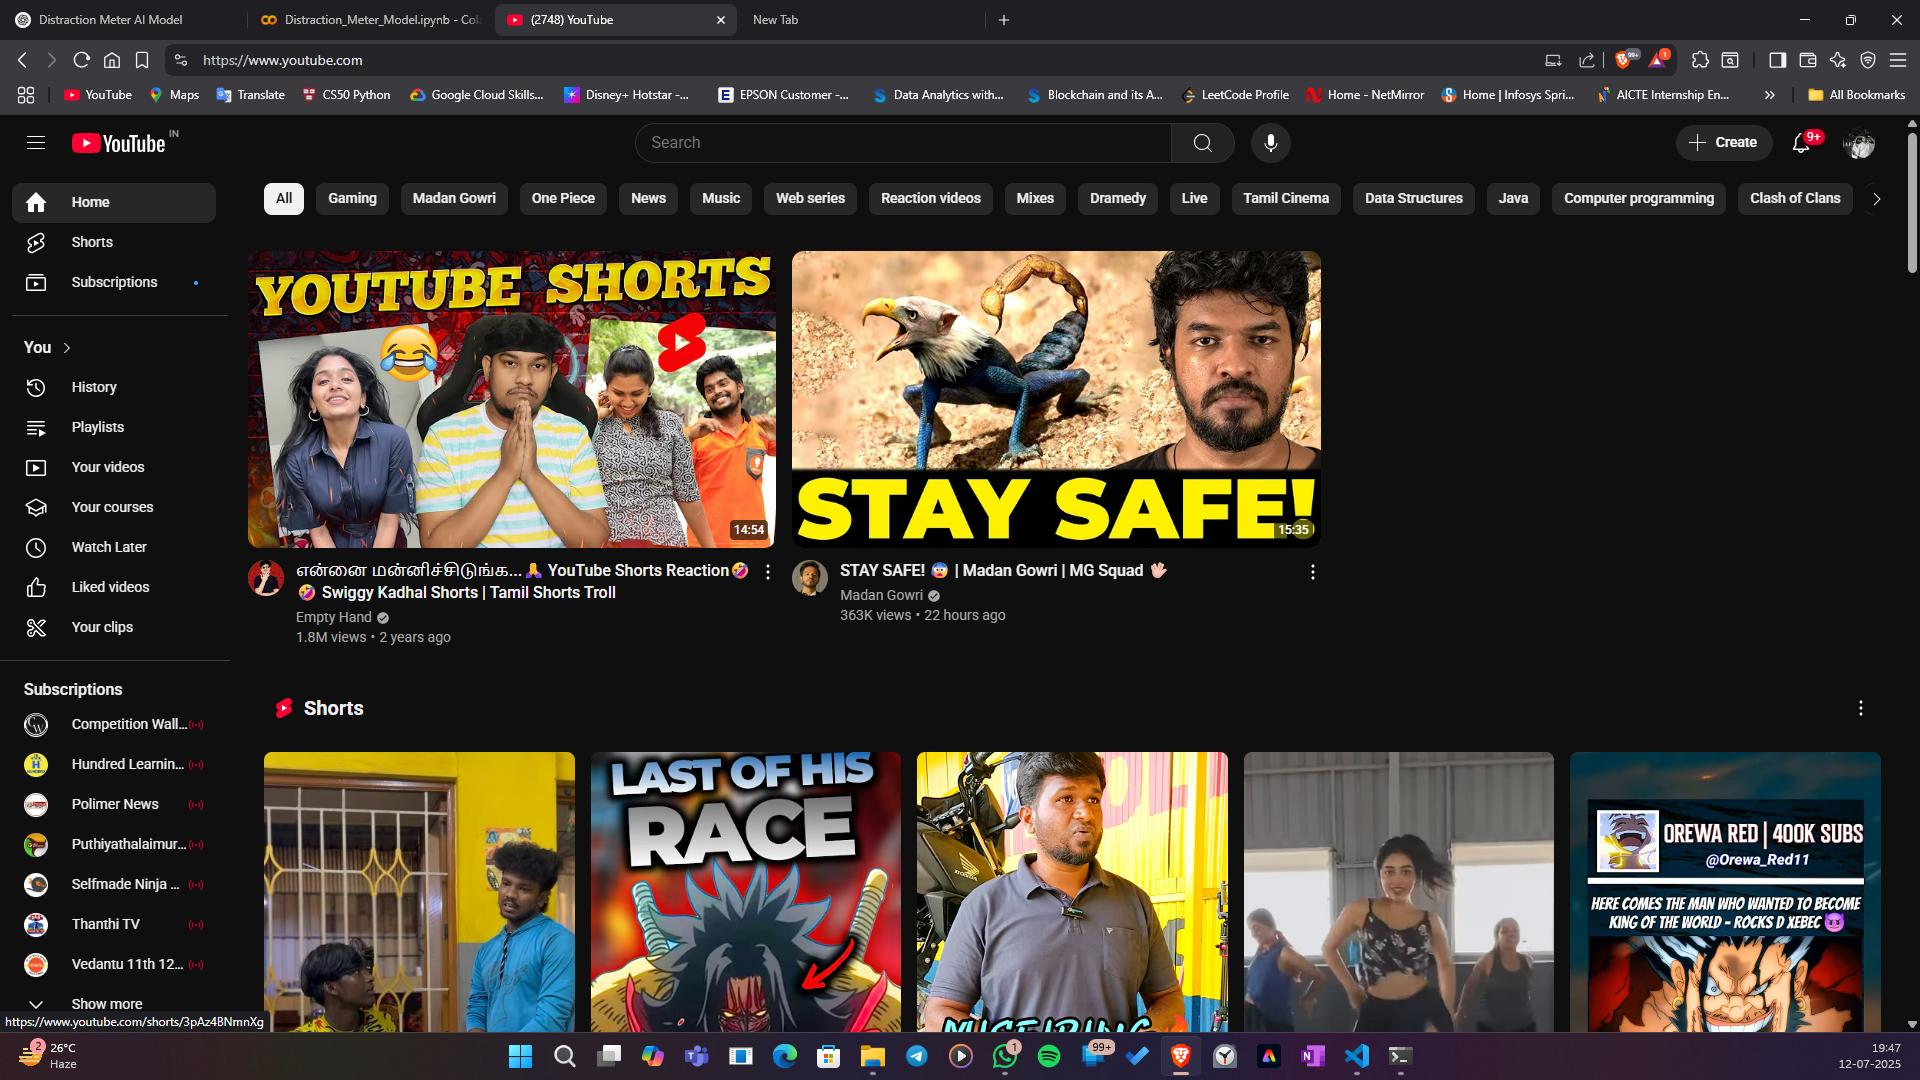 Distraction Meter AI Model
Distraction_Meter_Model.ipynb - Col
(2748) YouTube
New Tab
https://www.youtube.com
99+
1
YouTube
Maps
Translate
CS50 Python
Google Cloud Skills...
Disney+ Hotstar -...
EPSON Customer -...
Data Analytics with...
Blockchain and its A...
LeetCode Profile
Home - NetMirror
Home | Infosys Spri...
AICTE Internship En...
All Bookmarks
YouTube IN
Search
Create
9+
Home
Shorts
Subscriptions
You
History
Playlists
Your videos
Your courses
Watch Later
Liked videos
Your clips
Subscriptions
Competition Wall...
Hundred Learnin...
Polimer News
Puthiyathalaimur...
Selfmade Ninja ...
Thanthi TV
Vedantu 11th 12...
Show more
https://www.youtube.com/shorts/3pAz4BNmnXg
All
Gaming
Madan Gowri
One Piece
News
Music
Web series
Reaction videos
Mixes
Dramedy
Live
Tamil Cinema
Data Structures
Java
Computer programming
Clash of Clans
YOUTUBE SHORTS
14:54
என்னை மன்னிச்சிடுங்க...🙏 YouTube Shorts Reaction🤣
🤣 Swiggy Kadhal Shorts | Tamil Shorts Troll
Empty Hand
1.8M views • 2 years ago
STAY SAFE!
15:35
STAY SAFE! 😨 | Madan Gowri | MG Squad 🖖🏻
Madan Gowri
363K views • 22 hours ago
Shorts
LAST OF HIS
RACE
OREWA RED | 400K SUBS
@Orewa_Red11
HERE COMES THE MAN WHO WANTED TO BECOME
KING OF THE WORLD - ROCKS D XEBEC 😈
2
26°C
Haze
1
99+
19:47
12-07-2025